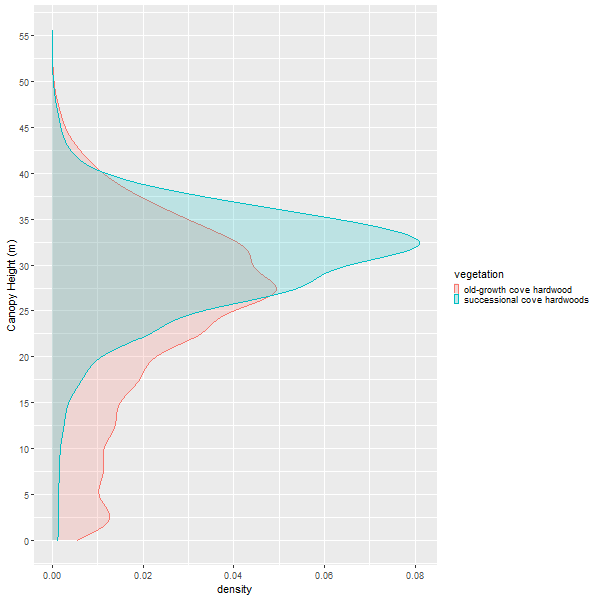 55
50
45
40
35
30
25
20
15
10
5
0
Canopy Height (m)
0.00 0.02 0.04 0.06 0.08
density
vegetation
old-growth cove hardwood
successional cove hardwoods